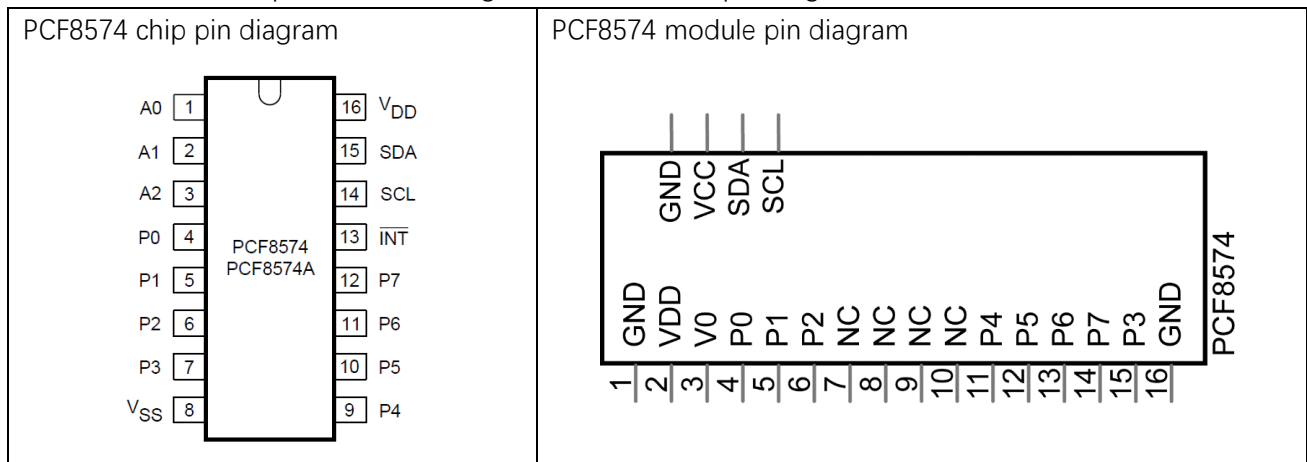 PCF8574 chip pin diagram
A0 1
A1 2
A2 3
P0 4
P1 5
P2 6
P3 7
VSS 8
PCF8574
PCF8574A
16 VDD
15 SDA
14 SCL
13 INT
12 P7
11 P6
10 P5
9 P4
PCF8574 module pin diagram
GND
VCC
SDA
SCL
GND
VDD
V0
P0
P1
P2
NC
NC
NC
NC
P4
P5
P6
P7
P3
GND
1
2
3
4
5
6
7
8
9
10
11
12
13
14
15
16
PCF8574